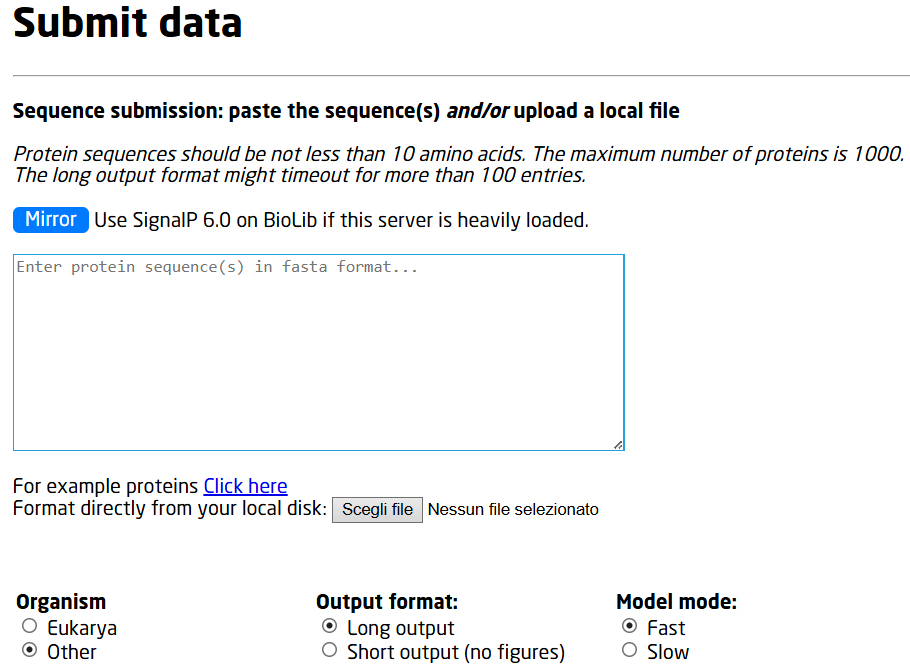 Submit data
Sequence submission: paste the sequence(s) and/or upload a local file
Protein sequences should be not less than 10 amino acids. The maximum number of proteins is 1000.
The long output format might timeout for more than 100 entries.
Mirror Use SignalP 6.0 on BioLib if this server is heavily loaded.
Enter protein sequence(s) in fasta format...
For example proteins Click here
Format directly from your local disk: Scegli file Nessun file selezionato
Organism Output format: Model mode:
Eukarya Long output Fast
Other Short output (no figures) Slow